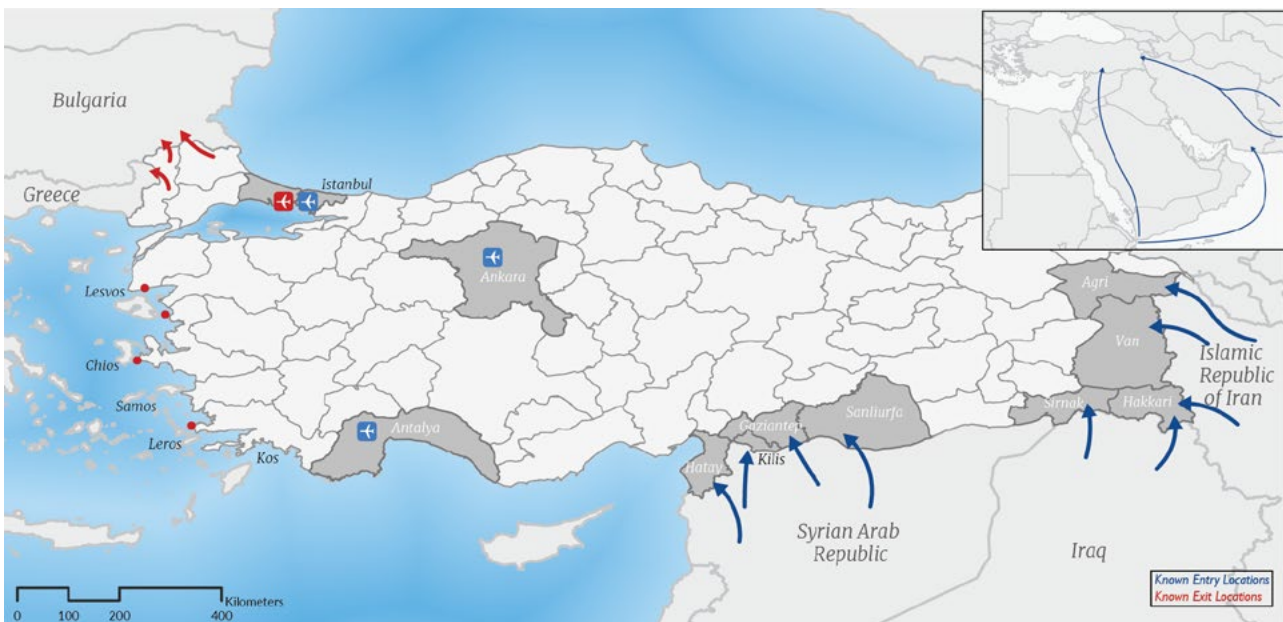 Bulgaria
Greece
Istanbul
Ankara
Lesvos
Chios
Samos
Leros
Kos
Antalya
Agri
Van
Islamic
Republic
of Iran
Sirnak
Hakkari
Sanliurfa
Gaziantep
Kilis
Hatay
Syrian Arab
Republic
Iraq
Kilometers
0 100 200 400
Known Entry Locations
Known Exit Locations